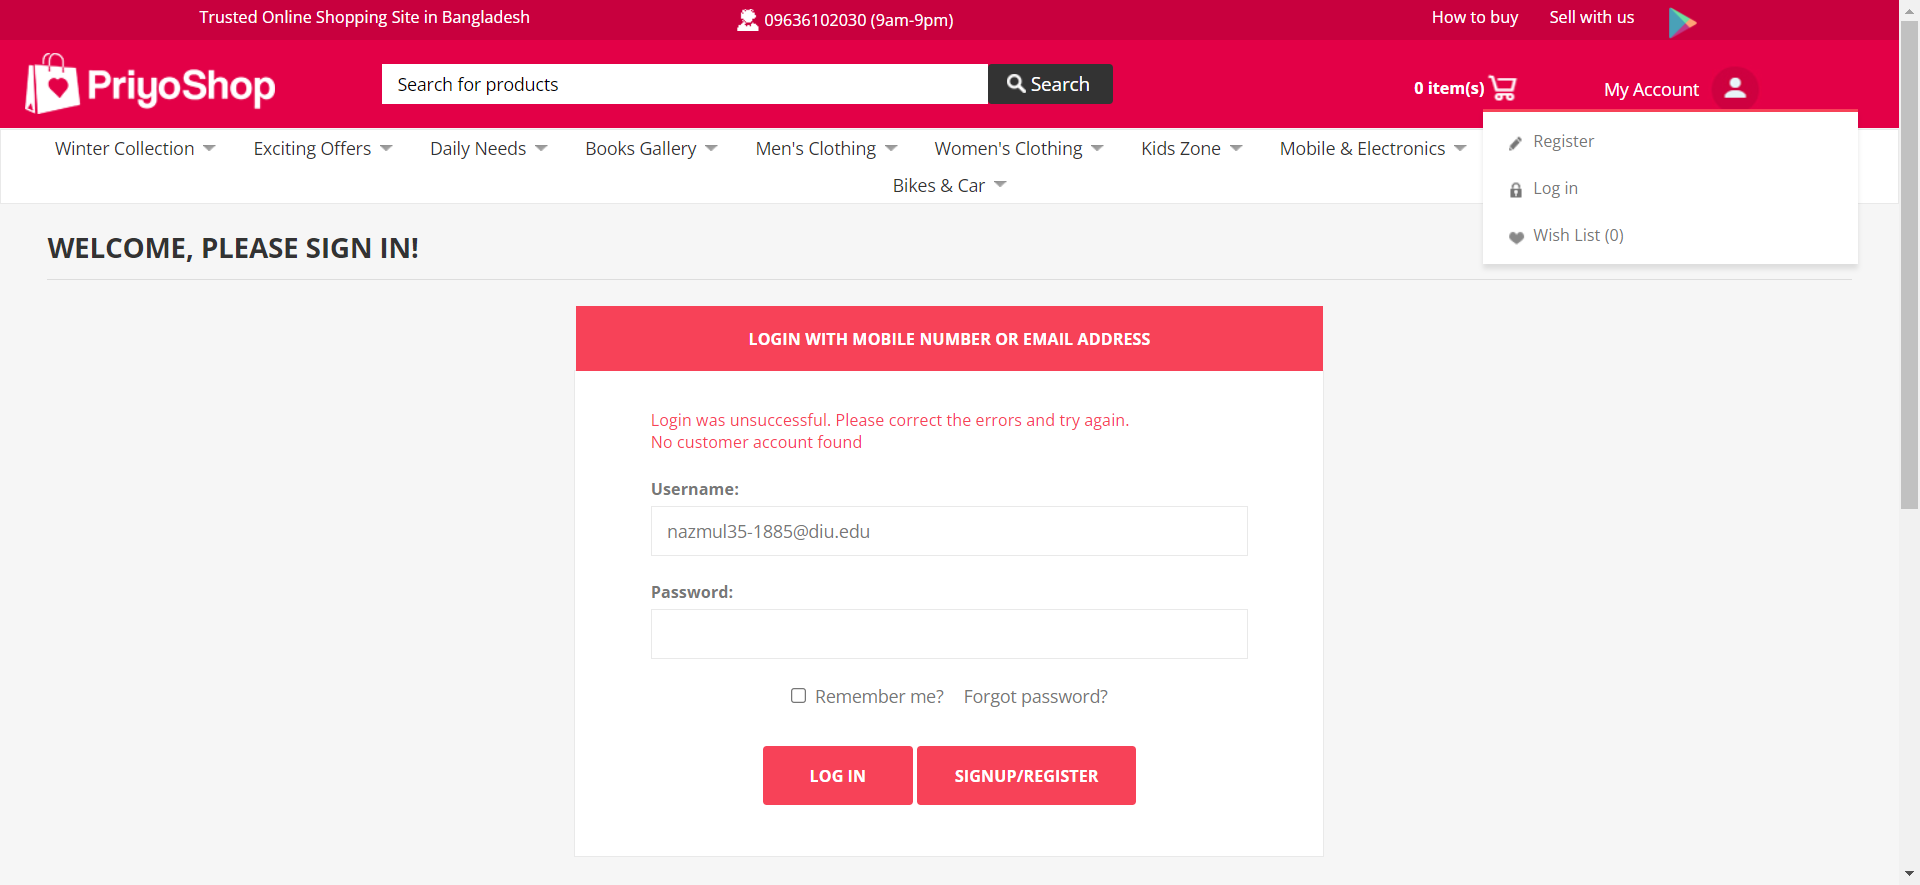 Trusted Online Shopping Site in Bangladesh
09636102030 (9am-9pm)
How to buy
Sell with us
PriyoShop
Search for products
Search
0 item(s)
My Account
Winter Collection
Exciting Offers
Daily Needs
Books Gallery
Men's Clothing
Women's Clothing
Kids Zone
Mobile & Electronics
Bikes & Car
Register
Log in
Wish List (0)
WELCOME, PLEASE SIGN IN!
LOGIN WITH MOBILE NUMBER OR EMAIL ADDRESS
Login was unsuccessful. Please correct the errors and try again.
No customer account found
Username:
nazmul35-1885@diu.edu
Password:
Remember me?
Forgot password?
LOG IN
SIGNUP/REGISTER